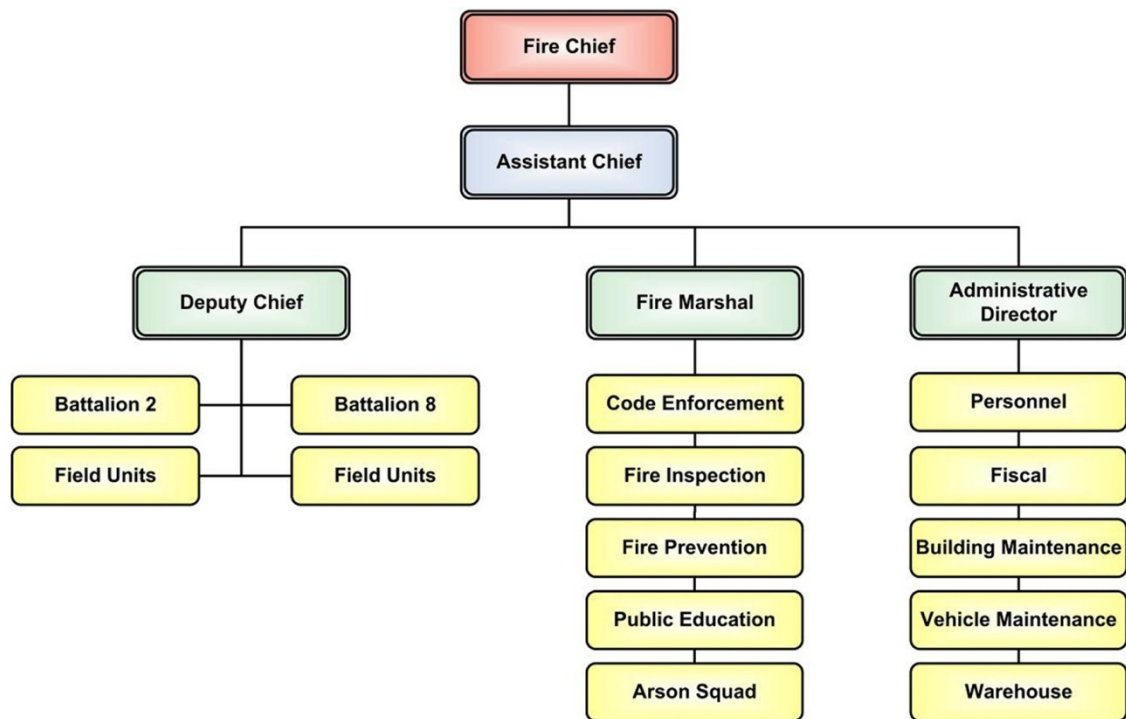 Fire Chief
Assistant Chief
Deputy Chief
Fire Marshal
Administrative
Director
Battalion 2
Battalion 8
Field Units
Field Units
Code Enforcement
Fire Inspection
Fire Prevention
Public Education
Arson Squad
Personnel
Fiscal
Building Maintenance
Vehicle Maintenance
Warehouse